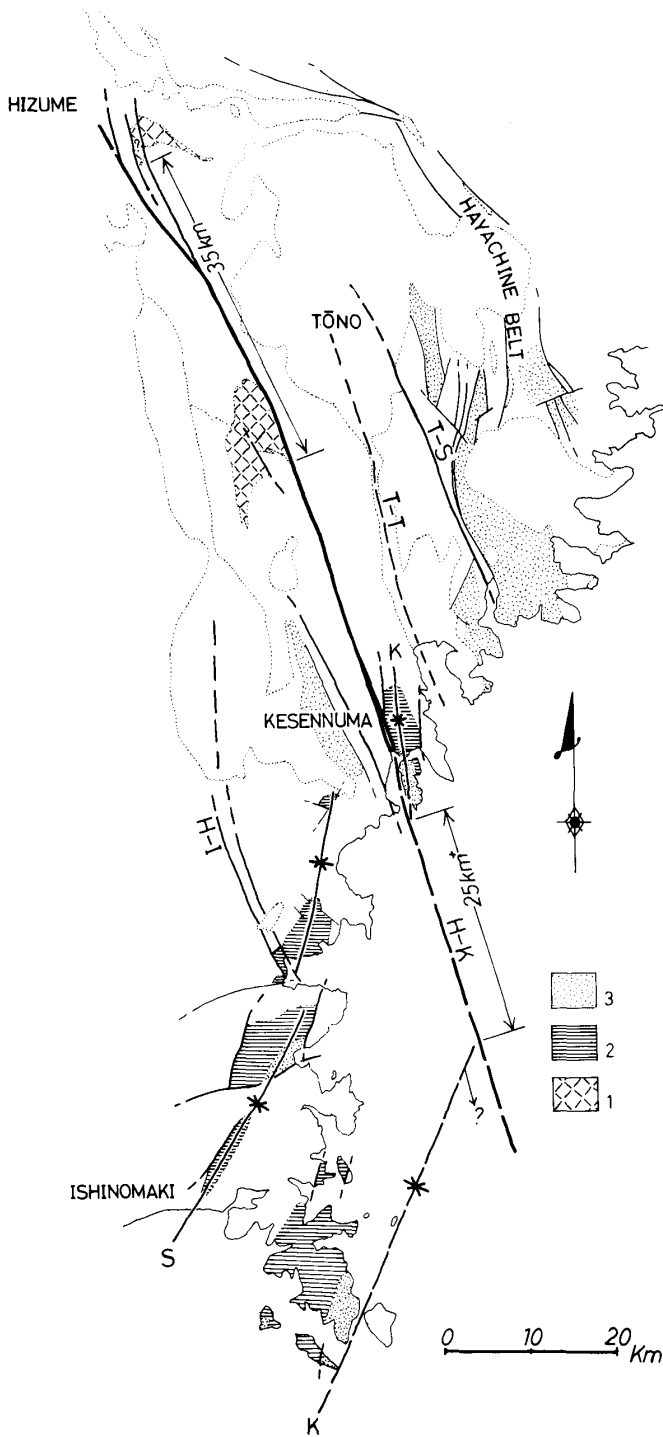 HIZUME
35km
HAYACHINE BELT
TŌNO
T-S
T-T
K
KESENNUMA
I-H
25km+
H-K
3
2
1
?
ISHINOMAKI
S
0 10 20 Km
K